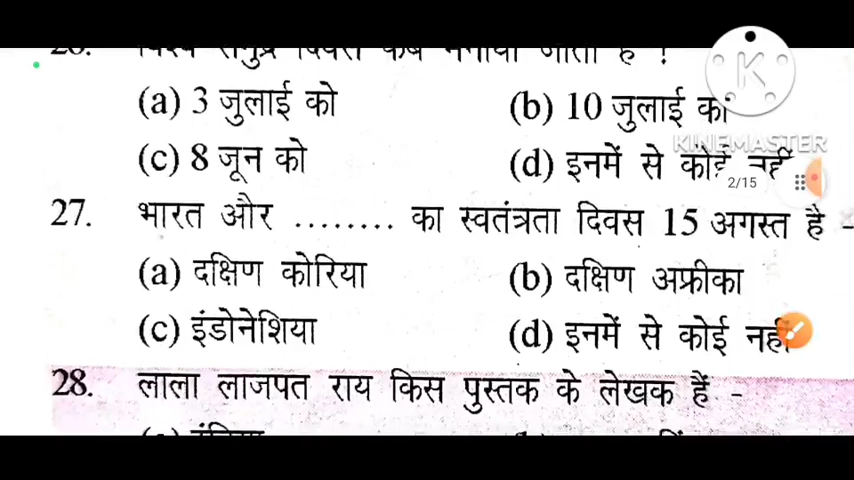 (a) 3 जुलाई को (b) 10 जुलाई को
KINEMASTER
(c) 8 जून को (d) इनमें से कोई नहीं
2/15
27. भारत और ........ का स्वतंत्रता दिवस 15 अगस्त है -
(a) दक्षिण कोरिया (b) दक्षिण अफ्रीका
(c) इंडोनेशिया (d) इनमें से कोई नहीं
28. लाला लाजपत राय किस पुस्तक के लेखक हैं -